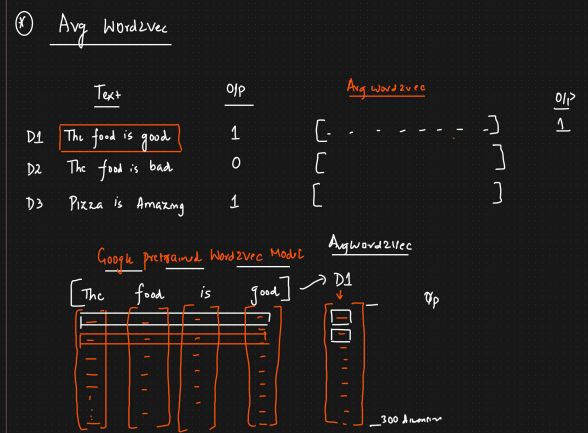 * Avg Word2vec
Text O/p Avg word2vec O/p
D1 The food is good 1 [- - - - - - - -] 1
D2 The food is bad 0 [ ]
D3 Pizza is Amazing 1 [ ]
Google pretrained Word2vec Model Avgword2vec
[The food is good] → D1
O/p
300 dimension